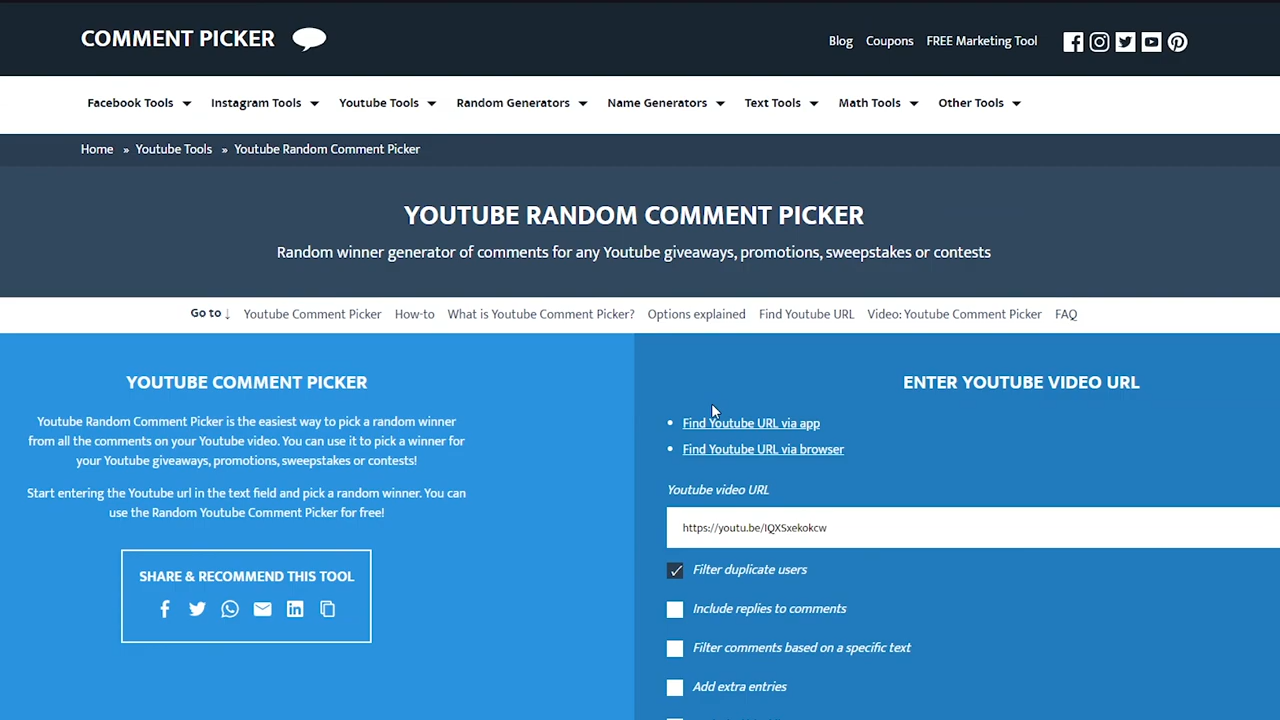 COMMENT PICKER
Blog Coupons FREE Marketing Tool
Facebook Tools Instagram Tools Youtube Tools Random Generators Name Generators Text Tools Math Tools Other Tools
Home » Youtube Tools » Youtube Random Comment Picker
YOUTUBE RANDOM COMMENT PICKER
Random winner generator of comments for any Youtube giveaways, promotions, sweepstakes or contests
Go to ↓ Youtube Comment Picker How-to What is Youtube Comment Picker? Options explained Find Youtube URL Video: Youtube Comment Picker FAQ
YOUTUBE COMMENT PICKER
Youtube Random Comment Picker is the easiest way to pick a random winner
from all the comments on your Youtube video. You can use it to pick a winner for
your Youtube giveaways, promotions, sweepstakes or contests!
Start entering the Youtube url in the text field and pick a random winner. You can
use the Random Youtube Comment Picker for free!
SHARE & RECOMMEND THIS TOOL
ENTER YOUTUBE VIDEO URL
• Find Youtube URL via app
• Find Youtube URL via browser
Youtube video URL
https://youtu.be/IQXSxekokcw
Filter duplicate users
Include replies to comments
Filter comments based on a specific text
Add extra entries